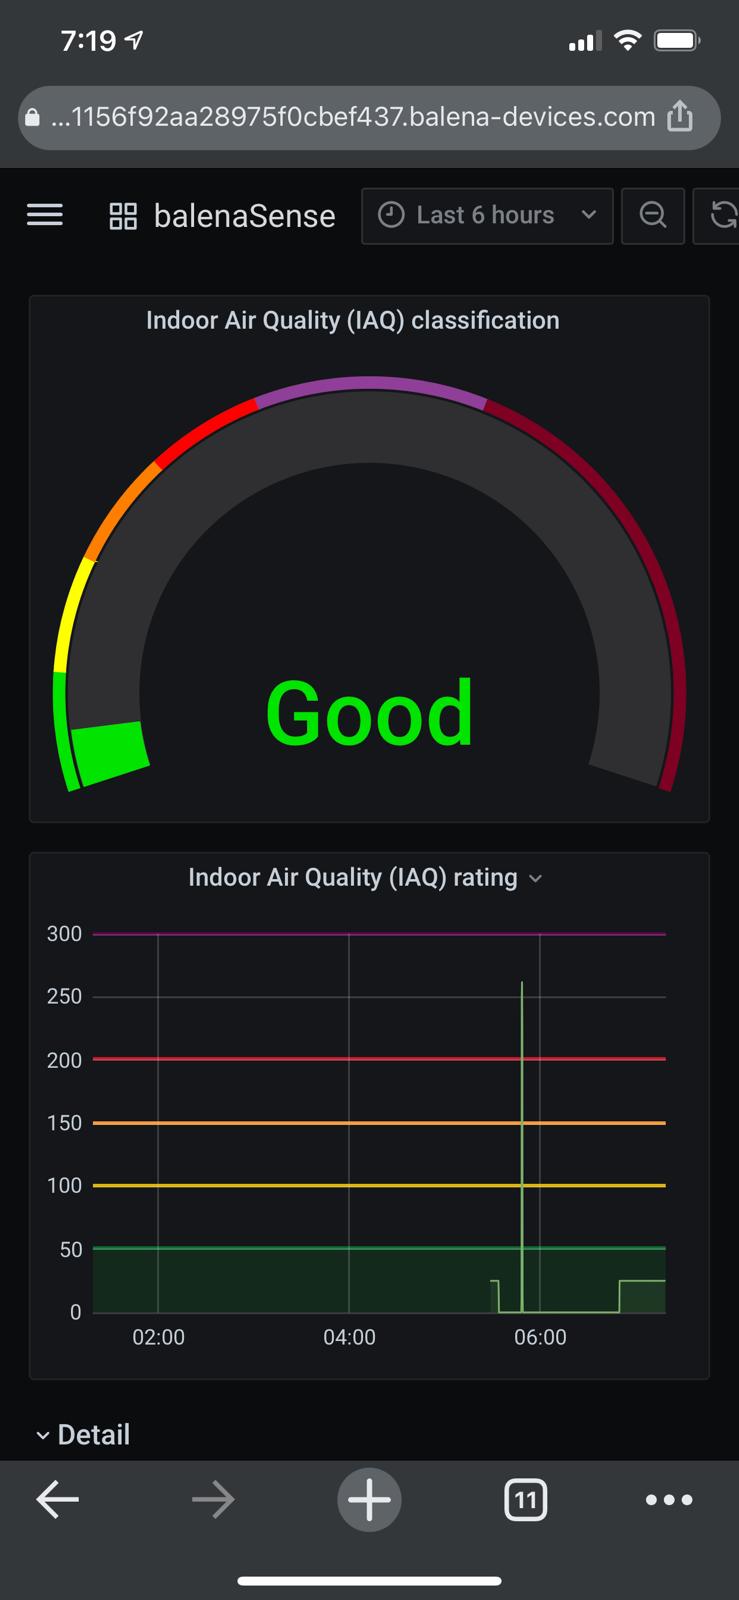 7:19
...1156f92aa28975f0cbef437.balena-devices.com
balenaSense Last 6 hours
Indoor Air Quality (IAQ) classification
Good
Indoor Air Quality (IAQ) rating
300
250
200
150
100
50
0
02:00 04:00 06:00
Detail
11